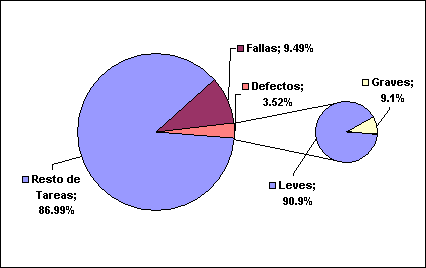 Fallas; 9.49%
Defectos;
3.52%
Graves;
9.1%
Resto de
Tareas;
86.99%
Leves;
90.9%